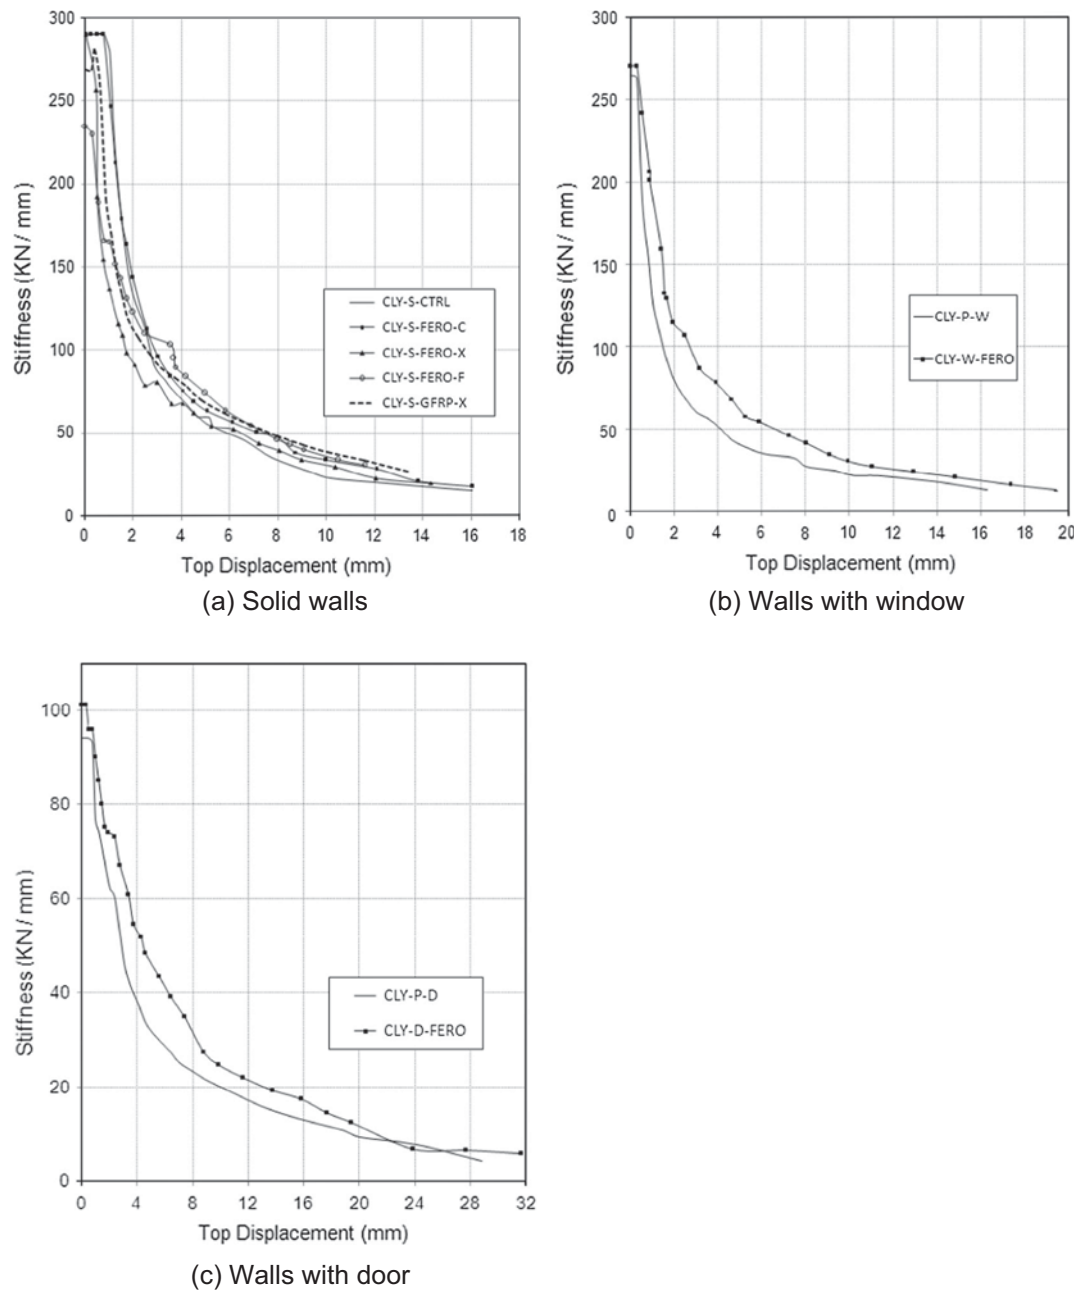 300
250
200
150
100
50
0
Stiffness (KN / mm)
CLY-S-CTRL
CLY-S-FERO-C
CLY-S-FERO-X
CLY-S-FERO-F
CLY-S-GFRP-X
0 2 4 6 8 10 12 14 16 18
Top Displacement (mm)
(a) Solid walls
300
250
200
150
100
50
0
Stiffness (KN / mm)
CLY-P-W
CLY-W-FERO
0 2 4 6 8 10 12 14 16 18 20
Top Displacement (mm)
(b) Walls with window
100
80
60
40
20
0
Stiffness (KN / mm)
CLY-P-D
CLY-D-FERO
0 4 8 12 16 20 24 28 32
Top Displacement (mm)
(c) Walls with door